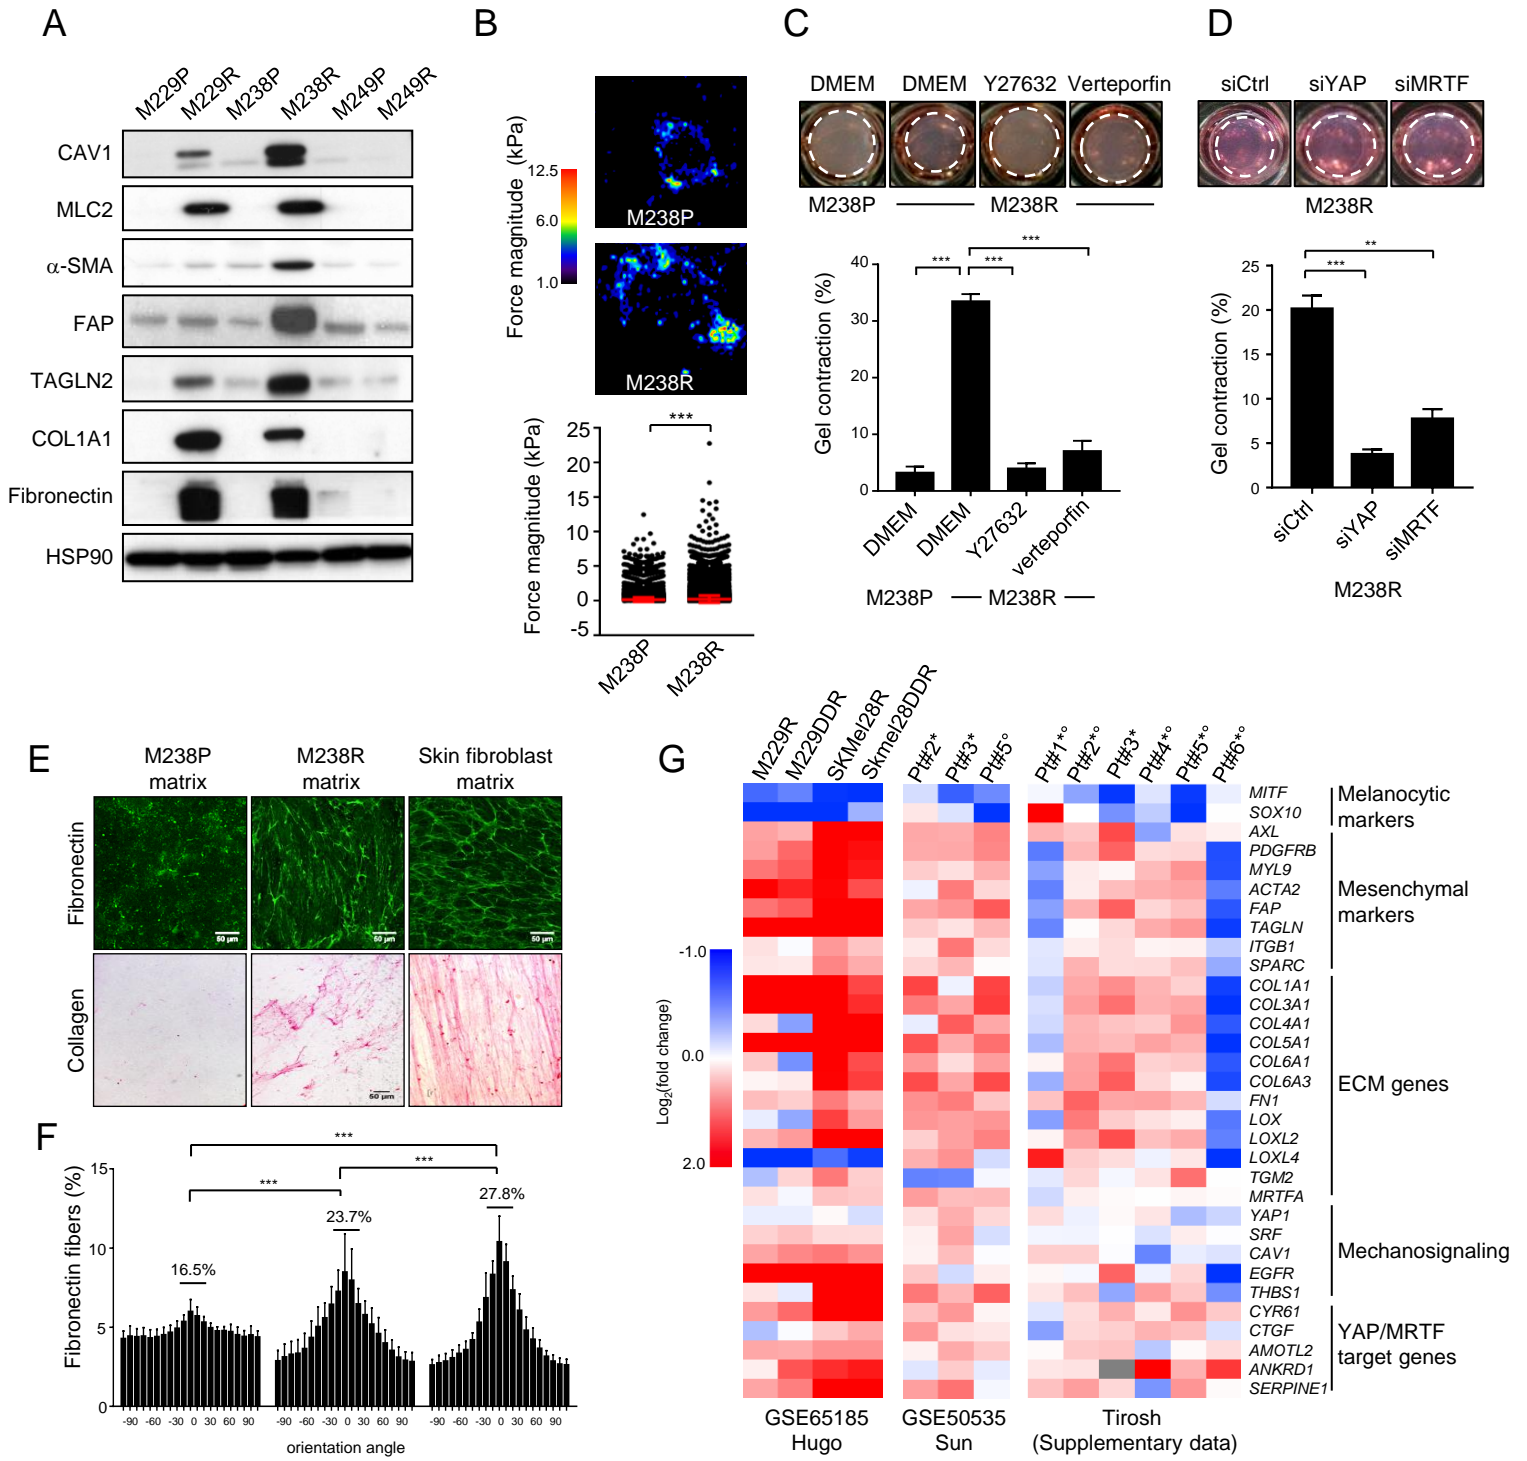 A
M229P
M229R
M238P
M238R
M249P
M249R
CAV1
MLC2
α-SMA
FAP
TAGLN2
COL1A1
Fibronectin
HSP90
B
Force magnitude (kPa)
12.5
6.0
1.0
M238P
M238R
***
Force magnitude (kPa)
25
20
15
10
5
0
-5
M238P
M238R
C
DMEM
DMEM
Y27632
Verteporfin
M238P
M238R
***
***
***
Gel contraction (%)
40
30
20
10
0
DMEM
DMEM
Y27632
verteporfin
M238P
M238R
D
siCtrl
siYAP
siMRTF
M238R
**
***
Gel contraction (%)
25
20
15
10
5
0
siCtrl
siYAP
siMRTF
M238R
E
M238P
matrix
M238R
matrix
Skin fibroblast
matrix
Fibronectin
50 µm
50 µm
50 µm
Collagen
50 µm
F
***
***
***
Fibronectin fibers (%)
15
10
5
0
16.5%
23.7%
27.8%
-90 -60 -30 0 30 60 90
-90 -60 -30 0 30 60 90
-90 -60 -30 0 30 60 90
orientation angle
G
M229R
M229DDR
SKMel28R
Skmel28DDR
Pt#2*
Pt#3*
Pt#5°
Pt#1*°
Pt#2*°
Pt#3*
Pt#4*°
Pt#5*°
Pt#6*°
Log2(fold change)
-1.0
0.0
2.0
MITF
SOX10
AXL
PDGFRB
MYL9
ACTA2
FAP
TAGLN
ITGB1
SPARC
COL1A1
COL3A1
COL4A1
COL5A1
COL6A1
COL6A3
FN1
LOX
LOXL2
LOXL4
TGM2
MRTFA
YAP1
SRF
CAV1
EGFR
THBS1
CYR61
CTGF
AMOTL2
ANKRD1
SERPINE1
Melanocytic
markers
Mesenchymal
markers
ECM genes
Mechanosignaling
YAP/MRTF
target genes
GSE65185
Hugo
GSE50535
Sun
Tirosh
(Supplementary data)